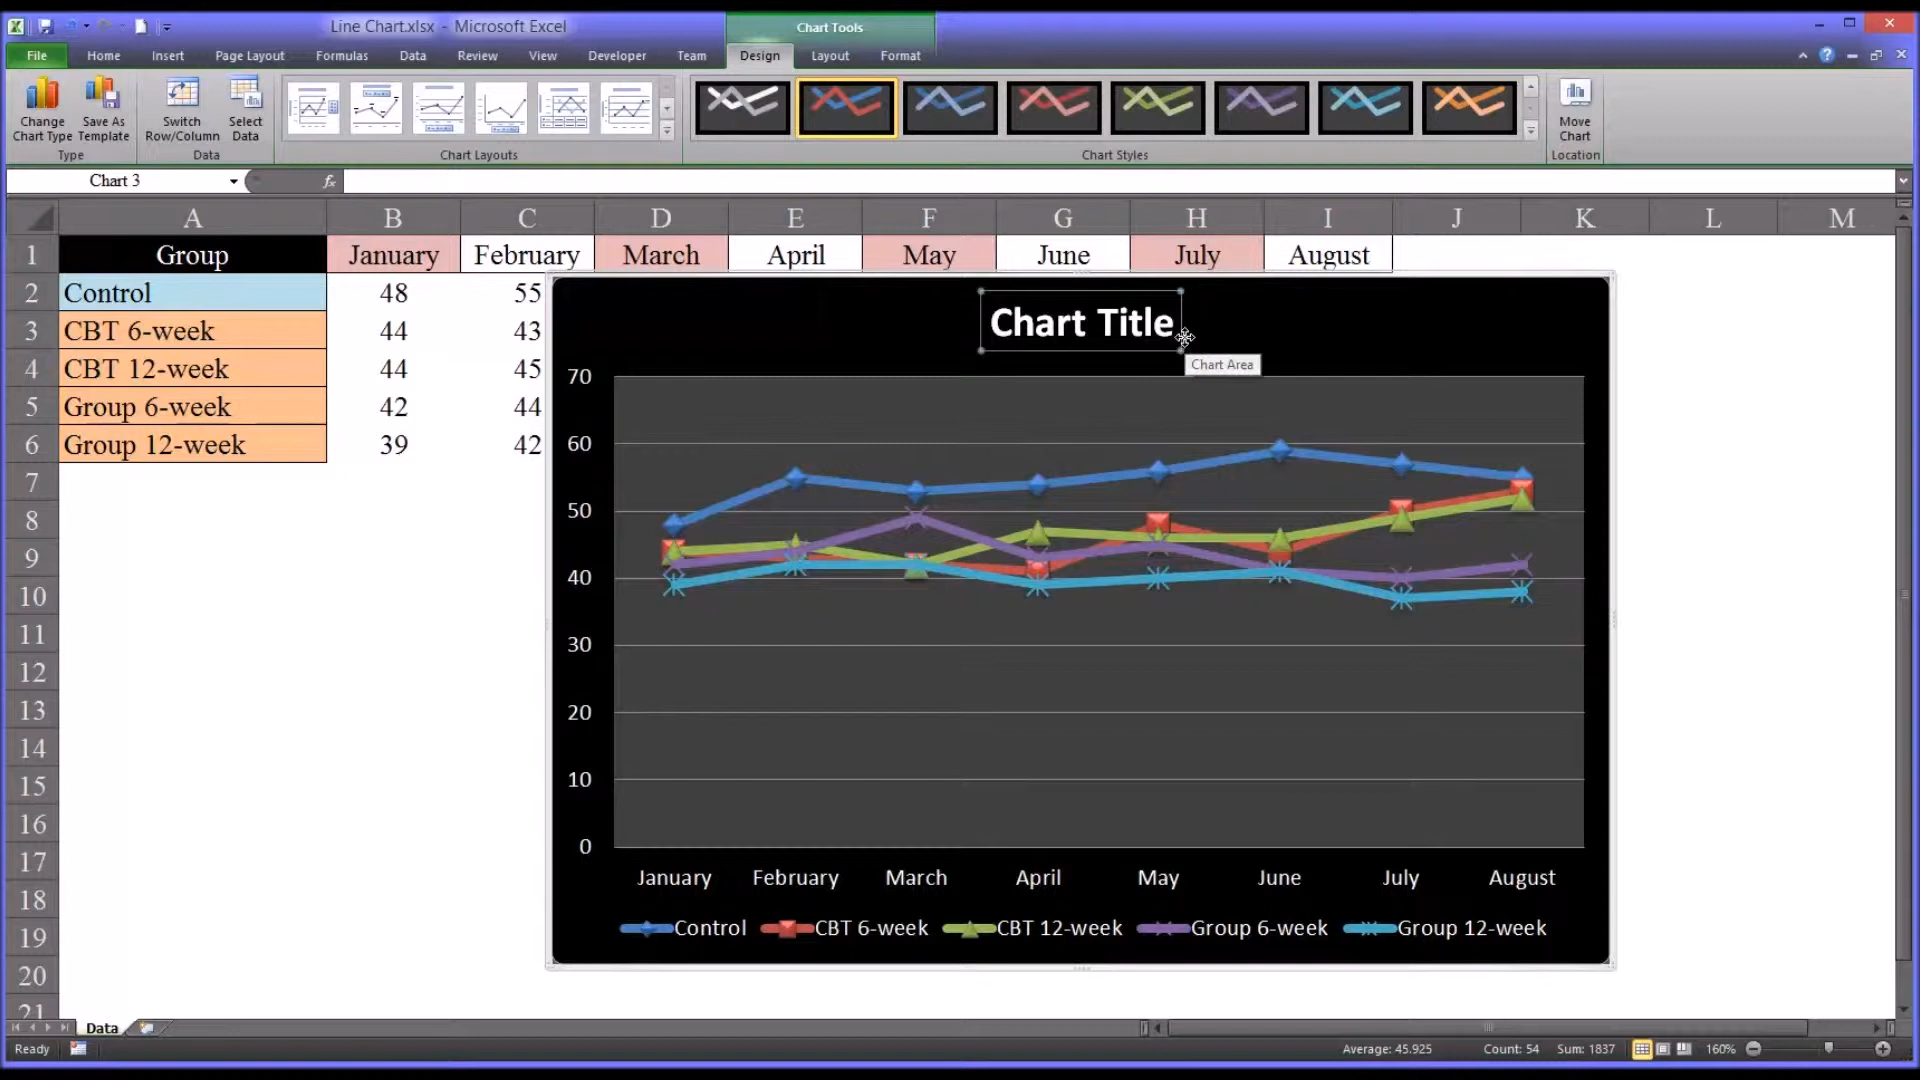 Line Chart.xlsx - Microsoft Excel
Chart Tools
File Home Insert Page Layout Formulas Data Review View Developer Team Design Layout Format
Change Chart Type
Save As Template
Switch Row/Column
Select Data
Move Chart
Type Data Chart Layouts Chart Styles Location
Chart 3 fx
A B C D E F G H I J K L M
1 Group January February March April May June July August
2 Control 48 55
3 CBT 6-week 44 43
4 CBT 12-week 44 45
5 Group 6-week 42 44
6 Group 12-week 39 42
7
8
9
10
11
12
13
14
15
16
17
18
19
20
21
Chart Title
Chart Area
70
60
50
40
30
20
10
0
January February March April May June July August
Control CBT 6-week CBT 12-week Group 6-week Group 12-week
Data
Ready Average: 45.925 Count: 54 Sum: 1837 160%